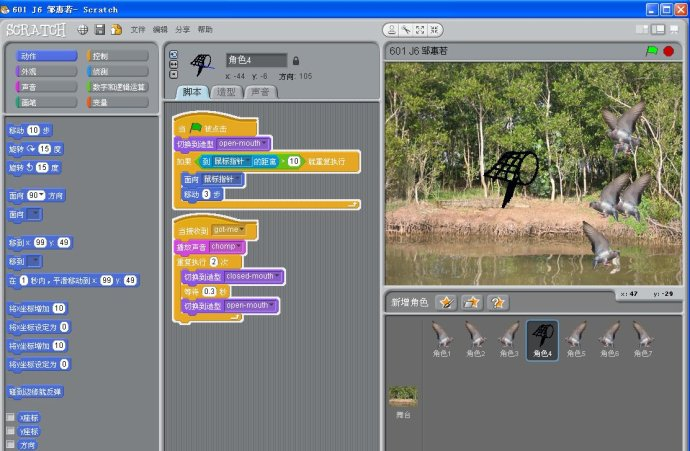 601 J6 邹惠若- Scratch
SCRATCH 文件 编辑 分享 帮助
动作 控制
外观 侦测
声音 数字和逻辑运算
画笔 变量
移动 10 步
旋转 15 度
旋转 15 度
面向 90 方向
面向
移到 x: 99 y: 49
移到
在 1 秒内,平滑移动到 x: 99 y: 49
将x坐标增加 10
将x坐标设定为 0
将y坐标增加 10
将y坐标设定为 0
碰到边缘就反弹
x坐标
y坐标
方向
角色4
x: -44 y: -6 方向: 105
脚本 造型 声音
当 被点击
切换到造型 open-mouth
如果 到 鼠标指针 的距离 > 10 就重复执行
面向 鼠标指针
移动 3 步
当接收到 got-me
播放声音 chomp
重复执行 2 次
切换到造型 closed-mouth
等待 0.3 秒
切换到造型 open-mouth
601 J6 邹惠若
x: 47 y: -29
新增角色
角色1 角色2 角色3 角色4 角色5 角色6 角色7
舞台